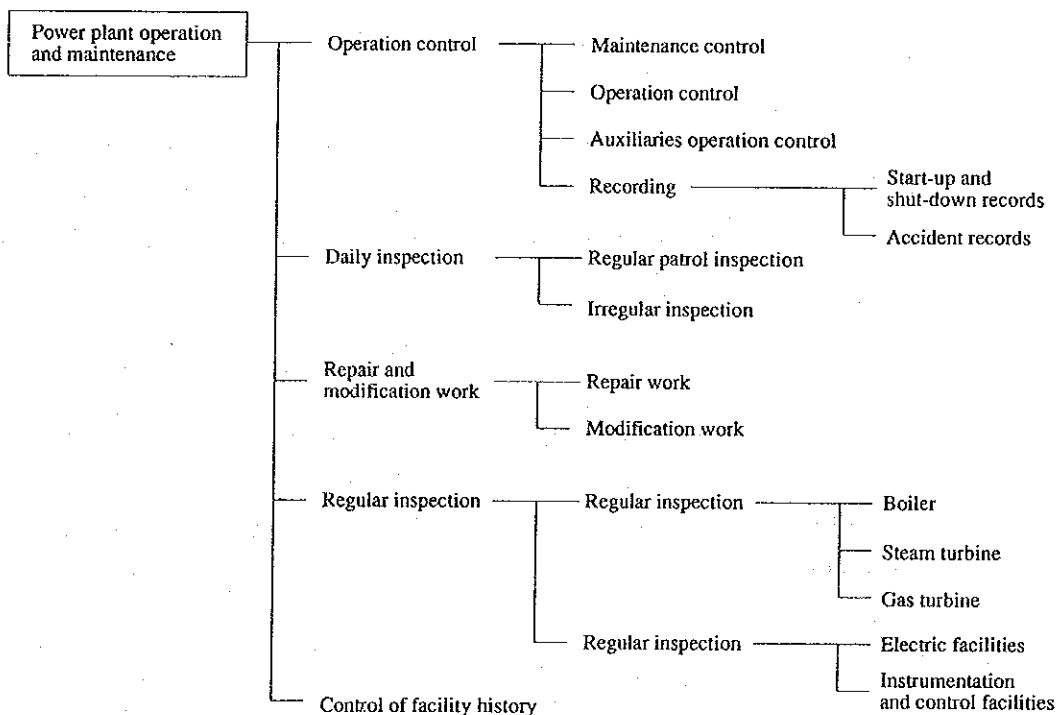 Power plant operation
and maintenance
Operation control
Maintenance control
Operation control
Auxiliaries operation control
Recording
Start-up and
shut-down records
Accident records
Daily inspection
Regular patrol inspection
Irregular inspection
Repair and
modification work
Repair work
Modification work
Regular inspection
Regular inspection
Boiler
Steam turbine
Gas turbine
Regular inspection
Electric facilities
Instrumentation
and control facilities
Control of facility history